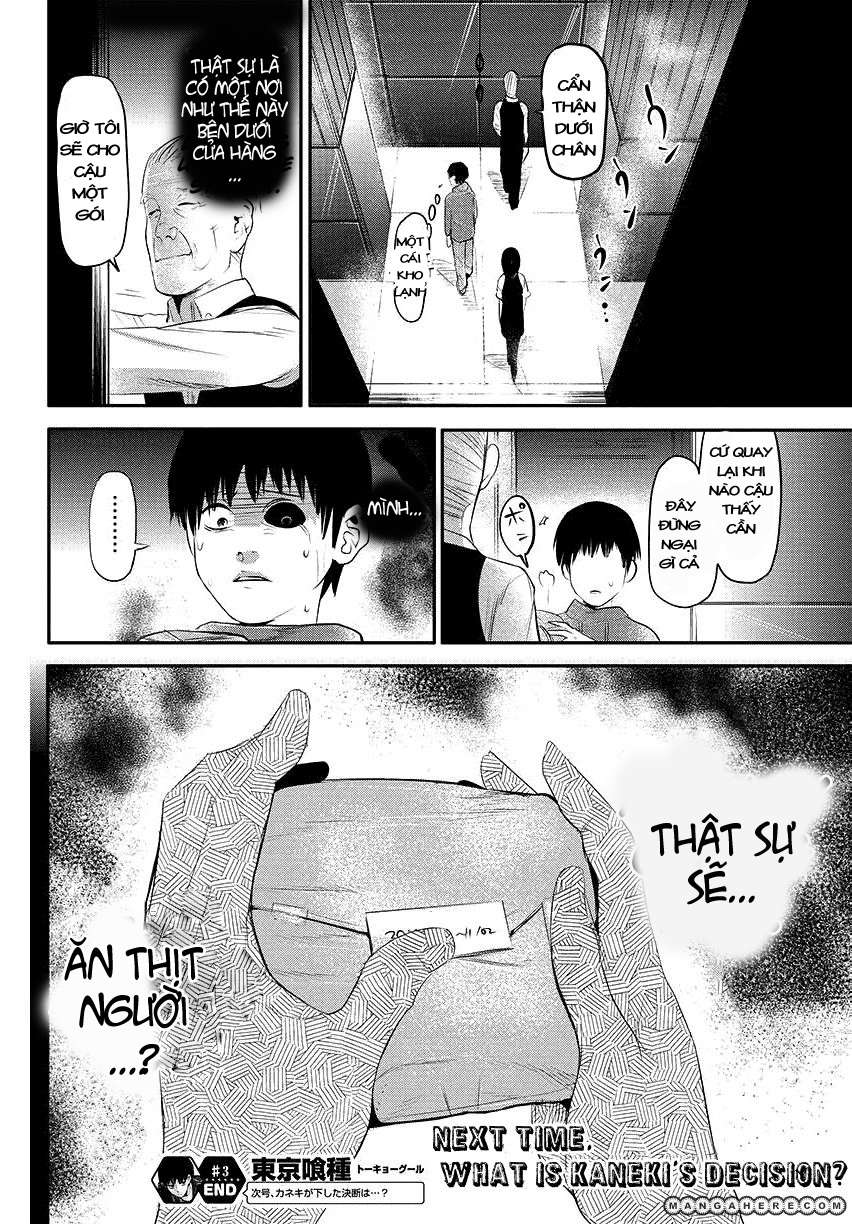 CẨN
THẬN
DƯỚI
CHÂN
MỘT
CÁI
KHO
LẠNH
THẬT SỰ LÀ
CÓ MỘT NƠI
NHƯ THẾ NÀY
BÊN DƯỚI
CỬA HÀNG
...
GIỜ TÔI
SẼ CHO
CẬU MỘT
GÓI
CỨ QUAY
LẠI KHI
NÀO CẬU
THẤY
CẦN
ĐÂY
ĐỪNG
NGẠI
GÌ CẢ
ポン
MÌNH...
........
THẬT SỰ
SẼ...
ĂN THỊT
NGƯỜI
...?
11/02
NEXT TIME,
WHAT IS KANEKI'S DECISION?
#3
END
東京喰種
トーキョーグール
次号、カネキが下した決断は…?
MANGAHERE.COM